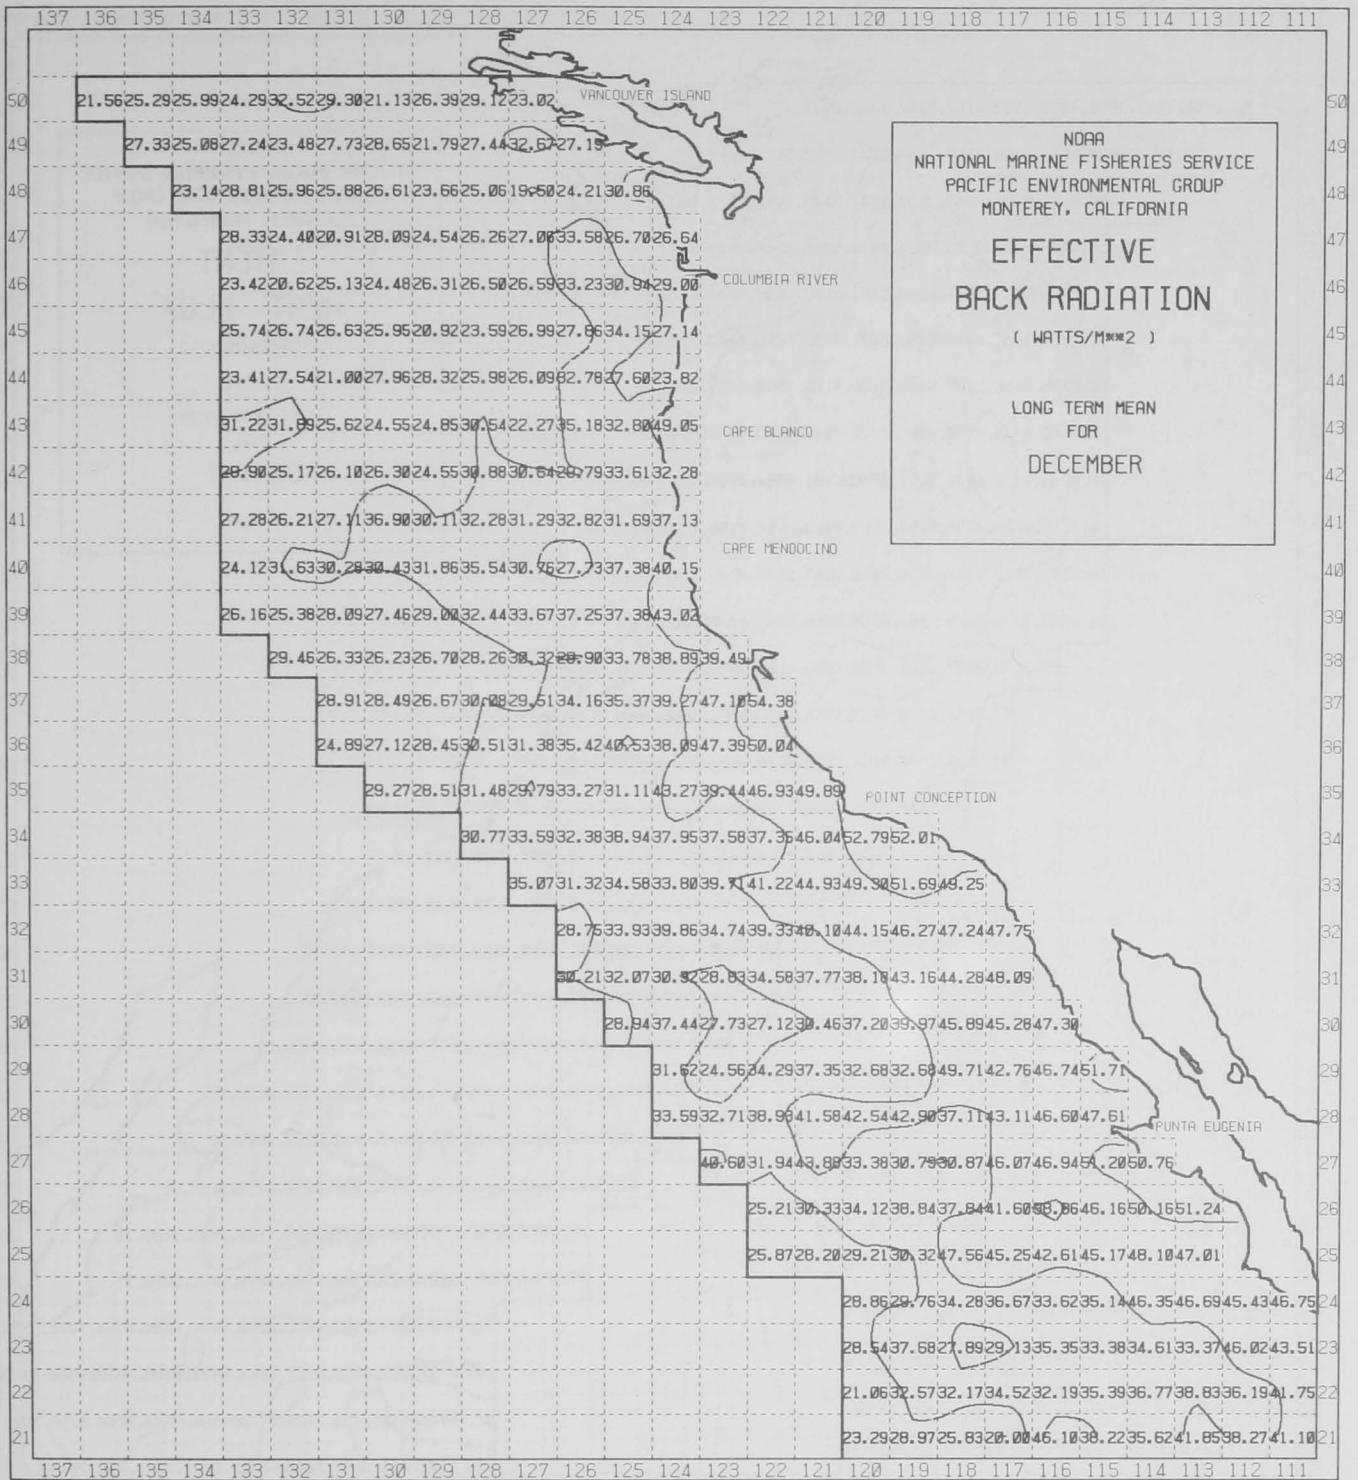 137 136 135 134 133 132 131 130 129 128 127 126 125 124 123 122 121 120 119 118 117 116 115 114 113 112 111
50 21.56 25.29 25.99 24.29 32.52 29.30 21.13 26.39 29.12 23.02 VANCOUVER ISLAND 50
49 27.33 25.08 27.24 23.48 27.73 28.65 21.79 27.44 32.67 27.19 49
48 23.14 28.81 25.96 25.88 26.61 23.66 25.06 19.50 24.21 30.86 48
NOAA
NATIONAL MARINE FISHERIES SERVICE
PACIFIC ENVIRONMENTAL GROUP
MONTEREY, CALIFORNIA
EFFECTIVE
BACK RADIATION
( WATTS/M**2 )
LONG TERM MEAN
FOR
DECEMBER
47 28.33 24.40 20.91 28.09 24.54 26.26 27.06 33.58 26.70 26.64 47
46 23.42 20.62 25.13 24.48 26.31 26.50 26.59 33.23 30.94 29.00 COLUMBIA RIVER 46
45 25.74 26.74 26.63 25.95 20.92 23.59 26.99 27.86 34.15 27.14 45
44 23.41 27.54 21.00 27.96 28.32 25.98 26.09 32.78 27.60 23.82 44
43 31.22 31.89 25.62 24.55 24.85 30.54 22.27 35.18 32.80 49.05 CAPE BLANCO 43
42 28.90 25.17 26.10 26.30 24.55 30.88 30.64 29.79 33.61 32.28 42
41 27.28 26.21 27.11 36.90 30.11 32.28 31.29 32.82 31.69 37.13 41
CAPE MENDOCINO
40 24.12 31.63 30.28 30.43 31.86 35.54 30.76 27.73 37.38 40.15 40
39 26.16 25.38 28.09 27.46 29.00 32.44 33.67 37.25 37.38 43.02 39
38 29.46 26.33 26.23 26.70 28.26 30.32 28.90 33.78 38.89 39.49 38
37 28.91 28.49 26.67 30.08 29.51 34.16 35.37 39.27 47.10 54.38 37
36 24.89 27.12 28.45 30.51 31.38 35.42 40.53 38.09 47.39 50.04 36
35 29.27 28.51 31.48 29.79 33.27 31.11 43.27 39.44 46.93 49.89 POINT CONCEPTION 35
34 30.77 33.59 32.38 38.94 37.95 37.58 37.35 46.04 52.79 52.01 34
33 35.07 31.32 34.58 33.80 39.71 41.22 44.93 49.30 51.69 49.25 33
32 28.75 33.93 39.86 34.74 39.33 40.10 44.15 46.27 47.24 47.75 32
31 30.21 32.07 30.92 28.83 34.58 37.77 38.18 43.16 44.28 48.09 31
30 28.94 37.44 27.73 27.12 30.46 37.20 39.97 45.89 45.28 47.30 30
29 31.62 24.56 34.29 37.35 32.68 32.68 49.71 42.76 46.74 51.71 29
28 33.59 32.71 38.93 41.58 42.54 42.90 37.11 43.11 46.60 47.61 28
PUNTA EUGENIA
27 40.60 31.94 43.88 33.38 30.79 30.87 46.07 46.94 51.20 50.76 27
26 25.21 30.33 34.12 38.84 37.84 41.60 38.86 46.16 50.16 51.24 26
25 25.87 28.20 29.21 30.32 47.56 45.25 42.61 45.17 48.10 47.01 25
24 28.86 29.76 34.28 36.67 33.62 35.14 46.35 46.69 45.43 46.75 24
23 28.54 37.68 27.89 29.13 35.35 33.38 34.61 33.37 46.02 43.51 23
22 21.06 32.57 32.17 34.52 32.19 35.39 36.77 38.83 36.19 41.75 22
21 23.29 28.97 25.83 20.00 46.10 38.22 35.62 41.85 38.27 41.10 21
137 136 135 134 133 132 131 130 129 128 127 126 125 124 123 122 121 120 119 118 117 116 115 114 113 112 111